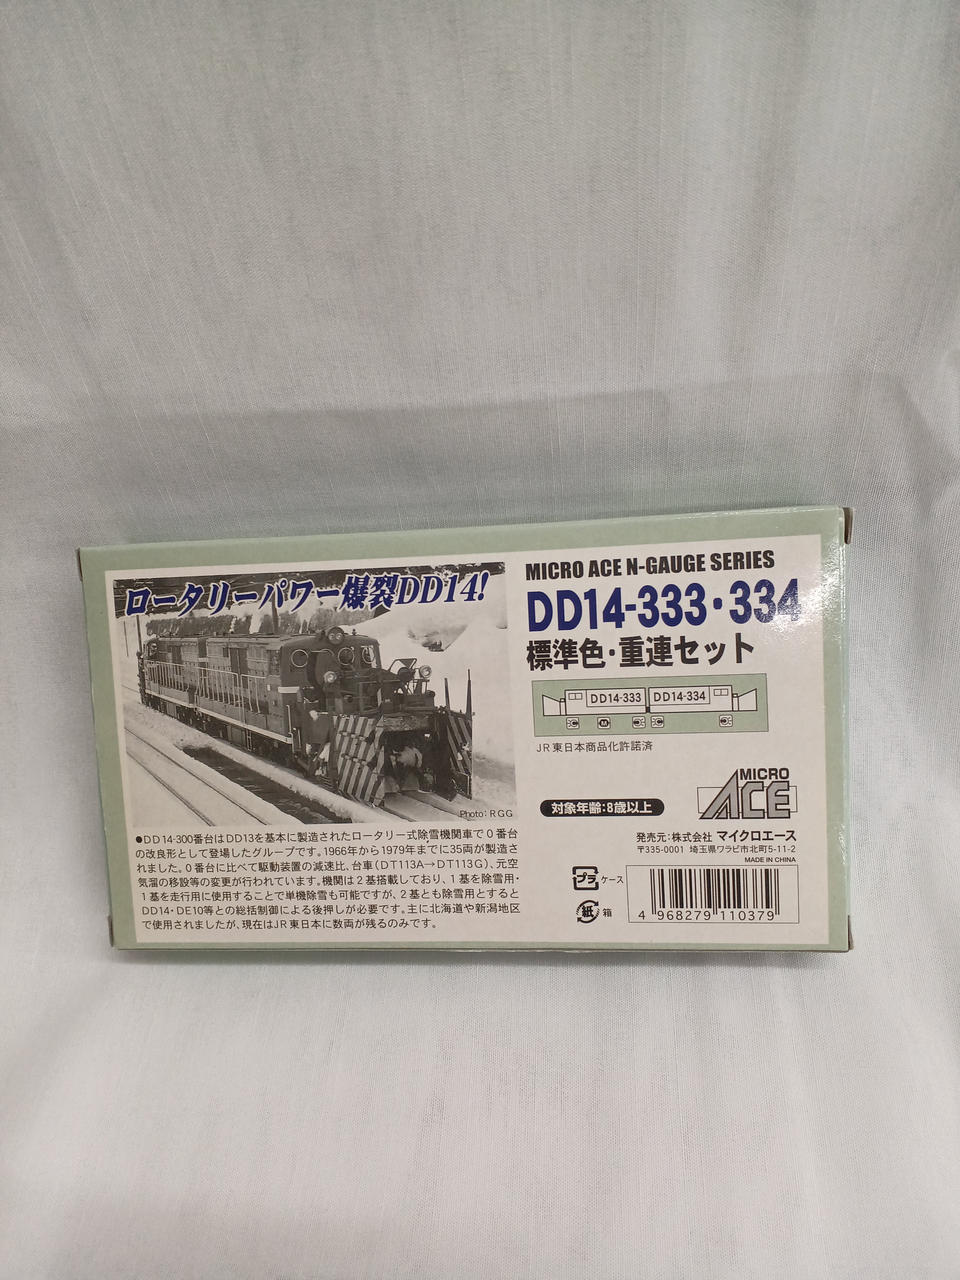 ロータリーパワー爆裂DD14!
Photo: RGG
●DD14-300番台はDD13を基本に製造されたロータリー式除雪機関車で0番台
の改良形として登場したグループです。1966年から1979年までに35両が製造さ
れました。0番台に比べて駆動装置の減速比、台車(DT113A→DT113G)、元空
気溜の移設等の変更が行われています。機関は2基搭載しており、1基を除雪用・
1基を走行用に使用することで単機除雪も可能ですが、2基とも除雪用とすると
DD14・DE10等との総括制御による後押しが必要です。主に北海道や新潟地区
で使用されましたが、現在はJR東日本に数両が残るのみです。
MICRO ACE N-GAUGE SERIES
DD14-333・334
標準色・重連セット
DD14-333 DD14-334
M
JR東日本商品化許諾済
対象年齢:8歳以上
MICRO
ACE
発売元:株式会社 マイクロエース
〒335-0001 埼玉県ワラビ市北町5-11-2
MADE IN CHINA
プラ ケース
紙 箱
4 968279 110379